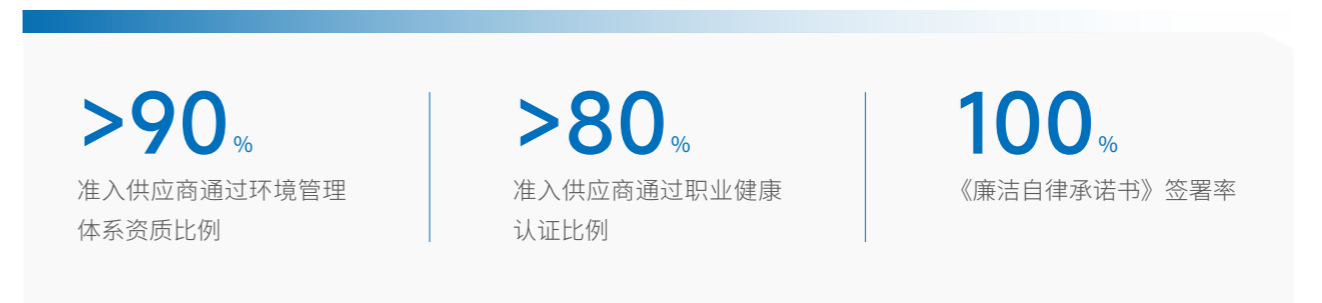 >90%
准入供应商通过环境管理
体系资质比例
>80%
准入供应商通过职业健康
认证比例
100%
《廉洁自律承诺书》签署率